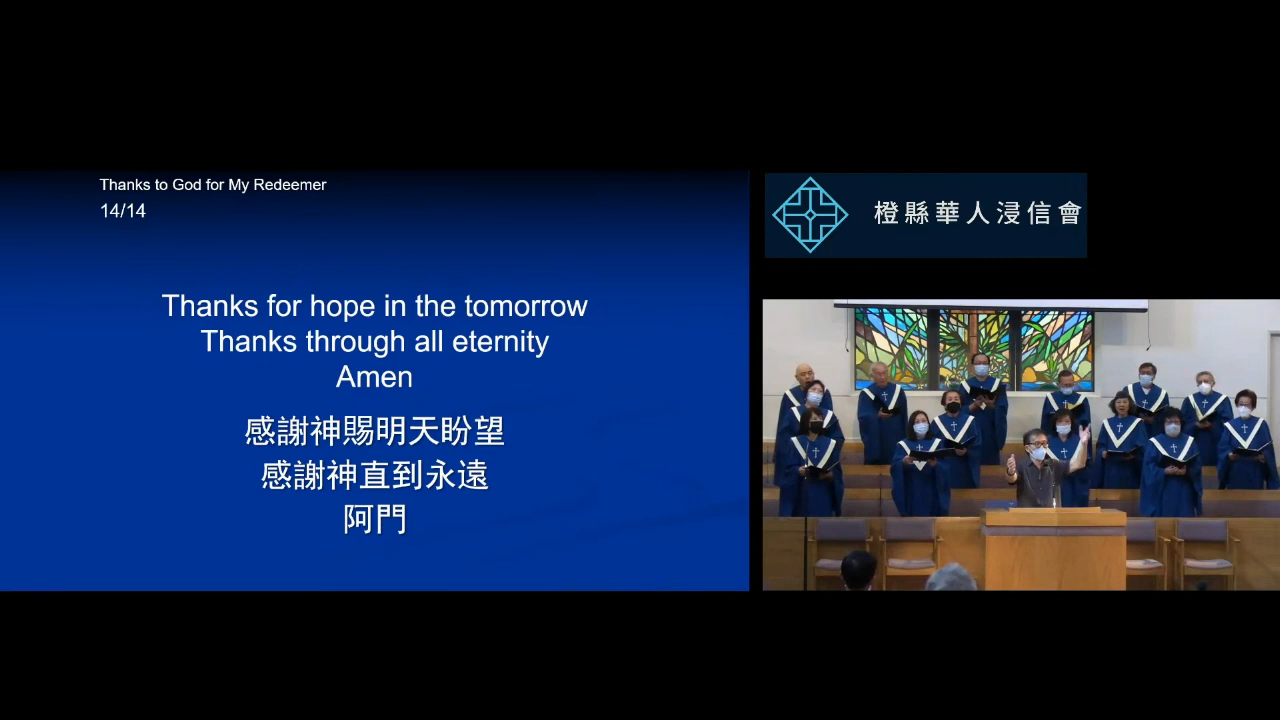 Thanks to God for My Redeemer
14/14
Thanks for hope in the tomorrow
Thanks through all eternity
Amen
感謝神賜明天盼望
感謝神直到永遠
阿門
橙縣華人浸信會